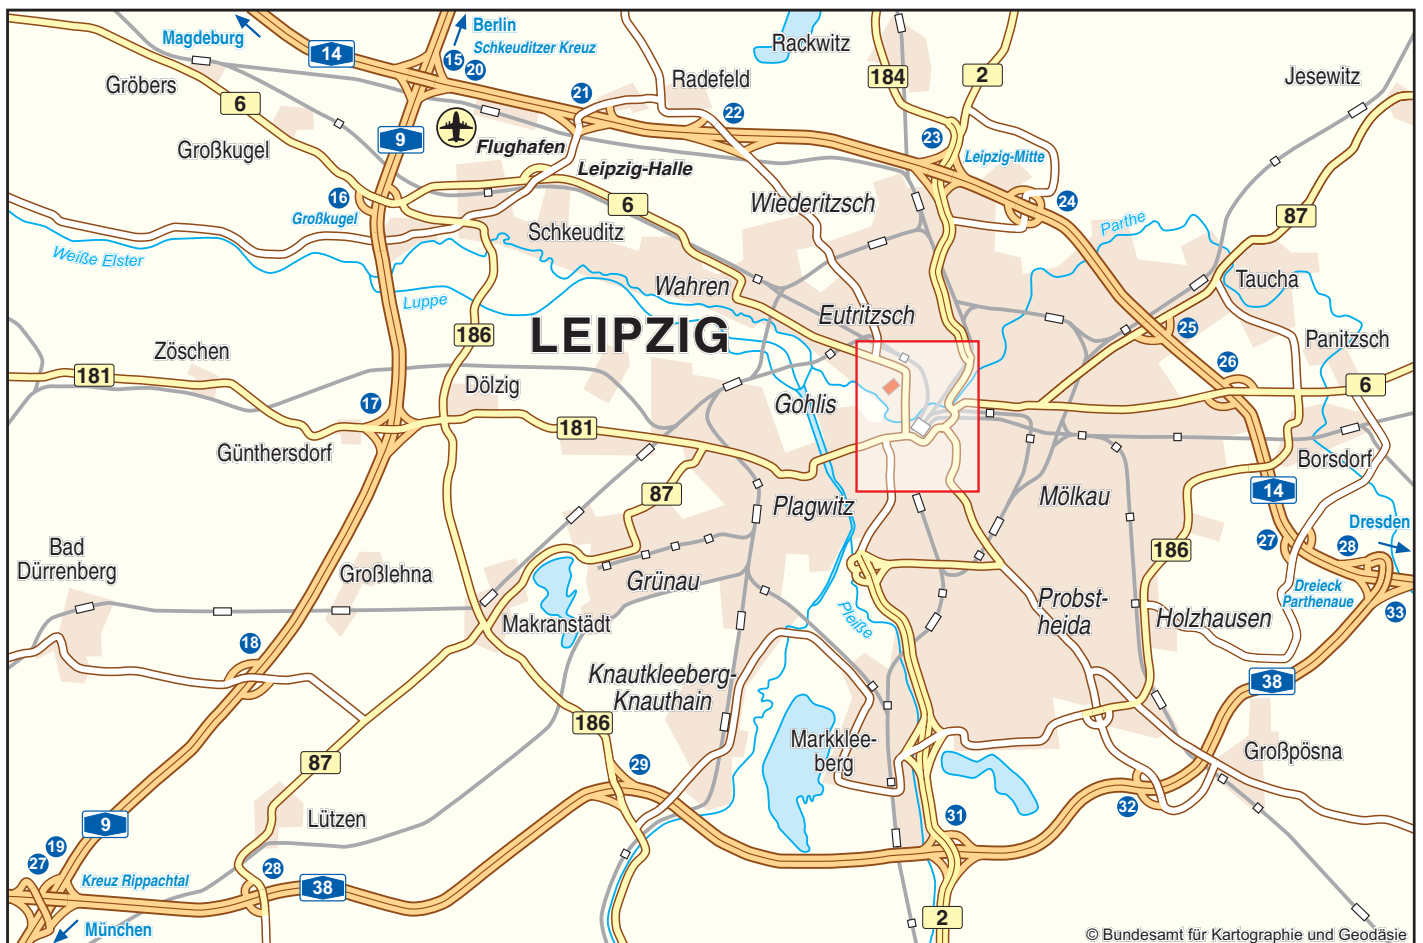 Magdeburg
14
Berlin
Schkeuditzer Kreuz
15
20
Rackwitz
184
2
Jesewitz
Gröbers
6
21
Radefeld
22
9
Flughafen
Leipzig-Halle
23
Leipzig-Mitte
Großkugel
16
Großkugel
6
Wiederitzsch
24
Parthe
87
Weiße Elster
Schkeuditz
Luppe
Wahren
Eutritzsch
Taucha
186
LEIPZIG
25
Panitzsch
Zöschen
181
26
6
17
Dölzig
181
Gohlis
Günthersdorf
Borsdorf
87
Plagwitz
Mölkau
14
Dresden
Bad
Dürrenberg
Großlehna
Grünau
186
27
28
Dreieck
Parthenaue
33
Makranstädt
Pleiße
Probst-
heida
Holzhausen
18
Knautkleeberg-
Knauthain
38
186
Markklee-
berg
Großpösna
87
29
9
Lützen
31
32
19
27
28
Kreuz Rippachtal
38
München
2
© Bundesamt für Kartographie und Geodäsie